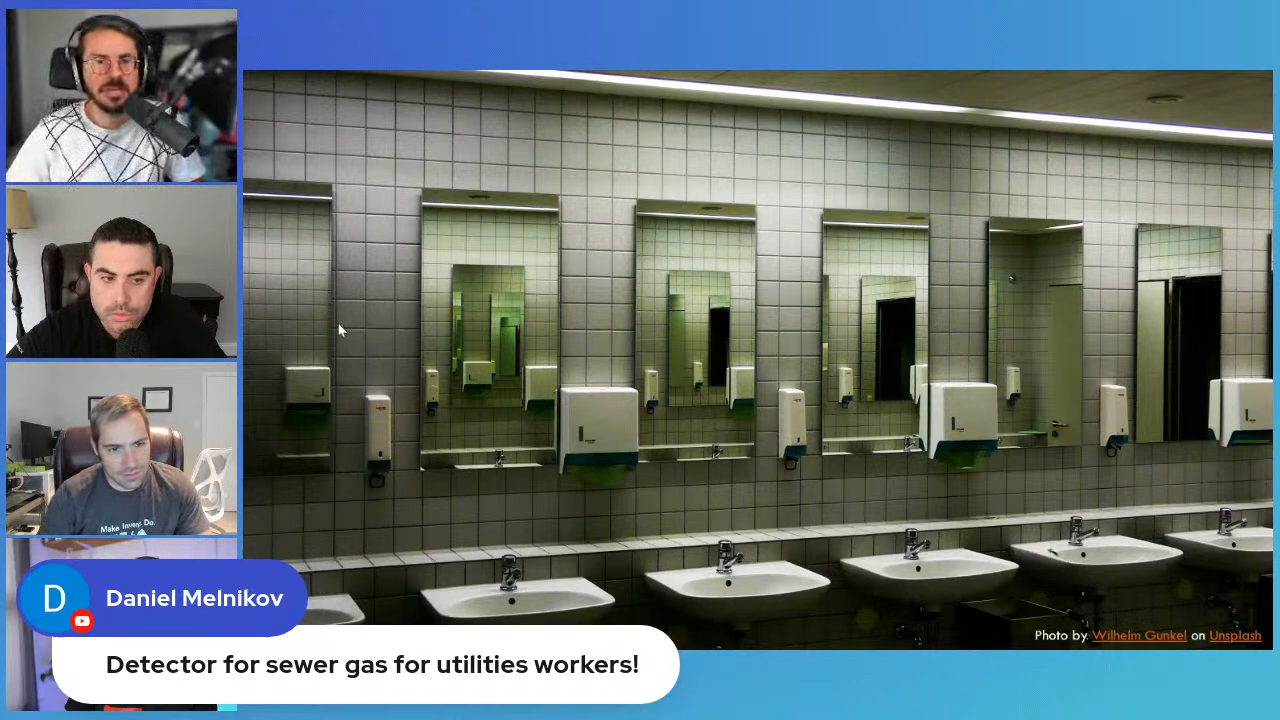 Make. Invent. Do.
D
Daniel Melnikov
Detector for sewer gas for utilities workers!
Photo by Wilhelm Gunkel on Unsplash